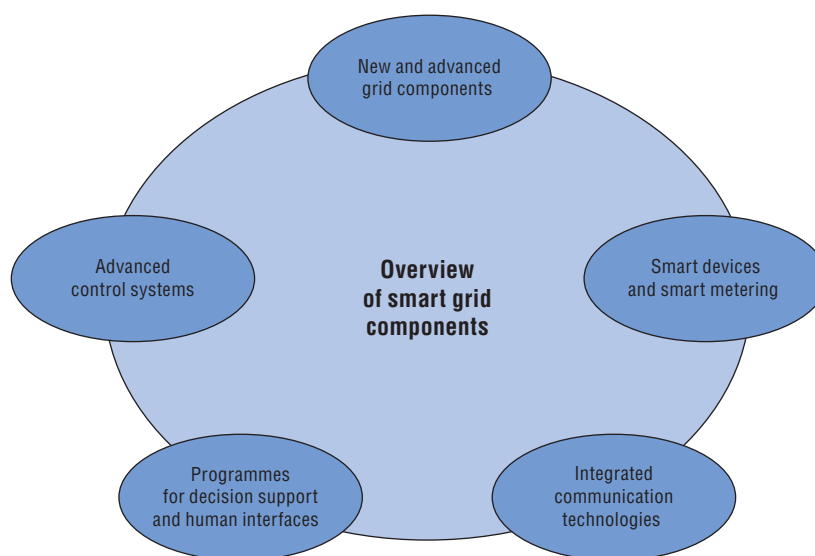 New and advanced
grid components
Advanced
control systems
Overview
of smart grid
components
Smart devices
and smart metering
Programmes
for decision support
and human interfaces
Integrated
communication
technologies